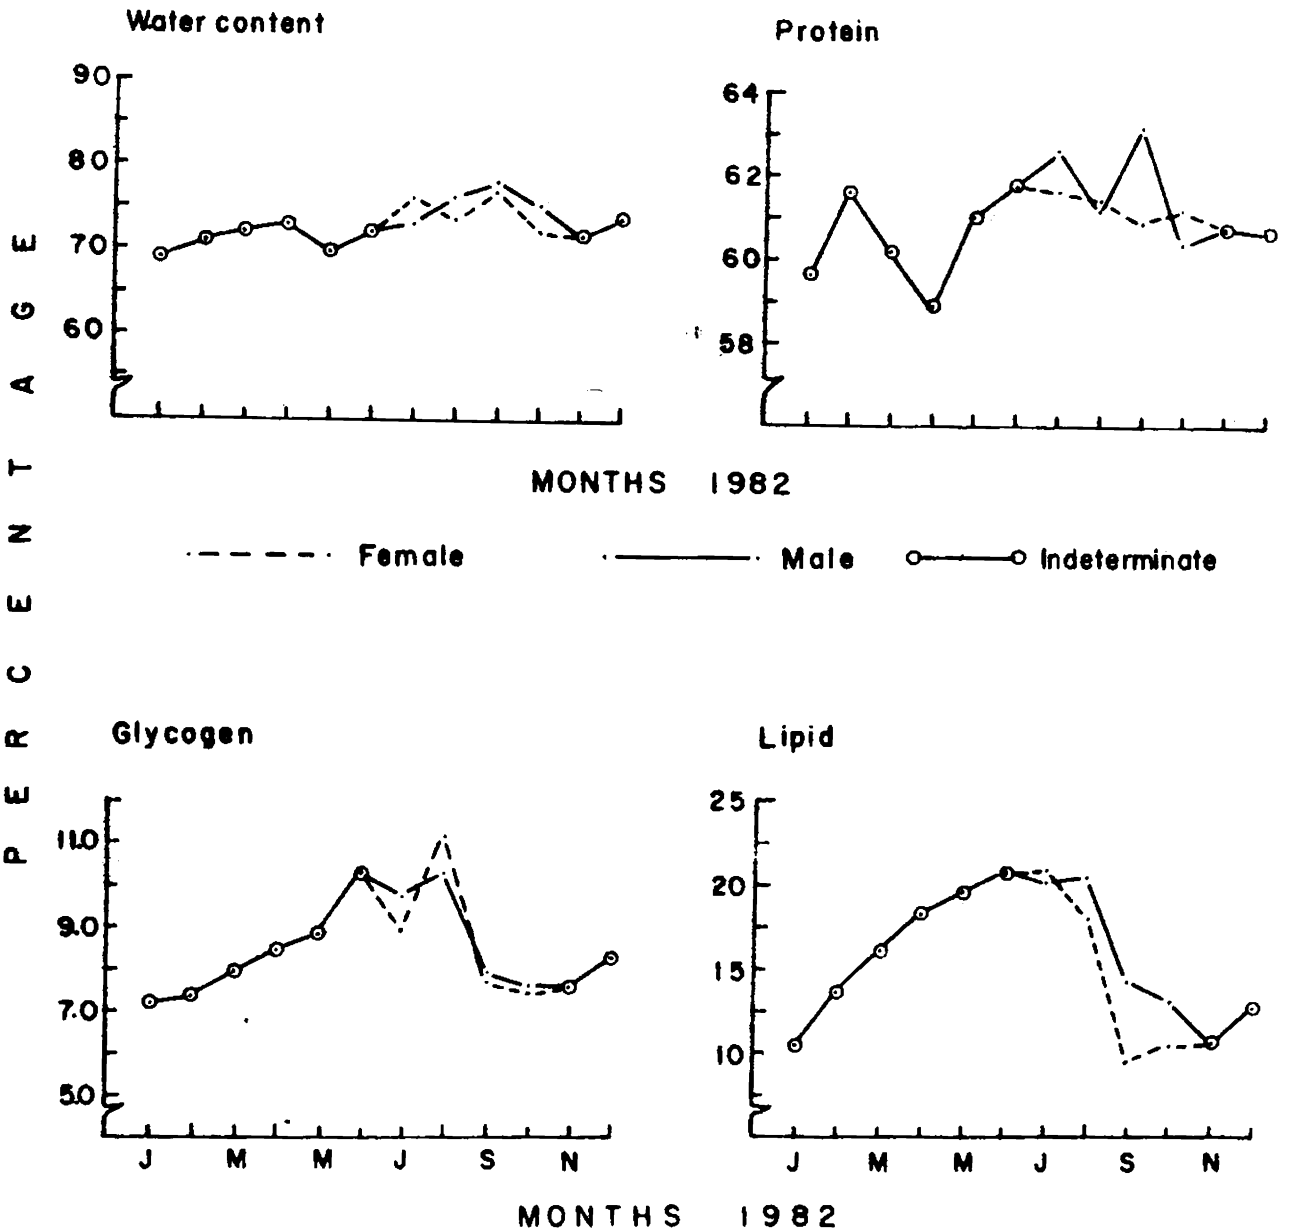 Water content
Protein
90
80
70
60
64
62
60
58
MONTHS 1982
Female Male Indeterminate
PERCENTAGE
Glycogen
Lipid
11.0
9.0
7.0
5.0
25
20
15
10
J M M J S N
J M M J S N
MONTHS 1982